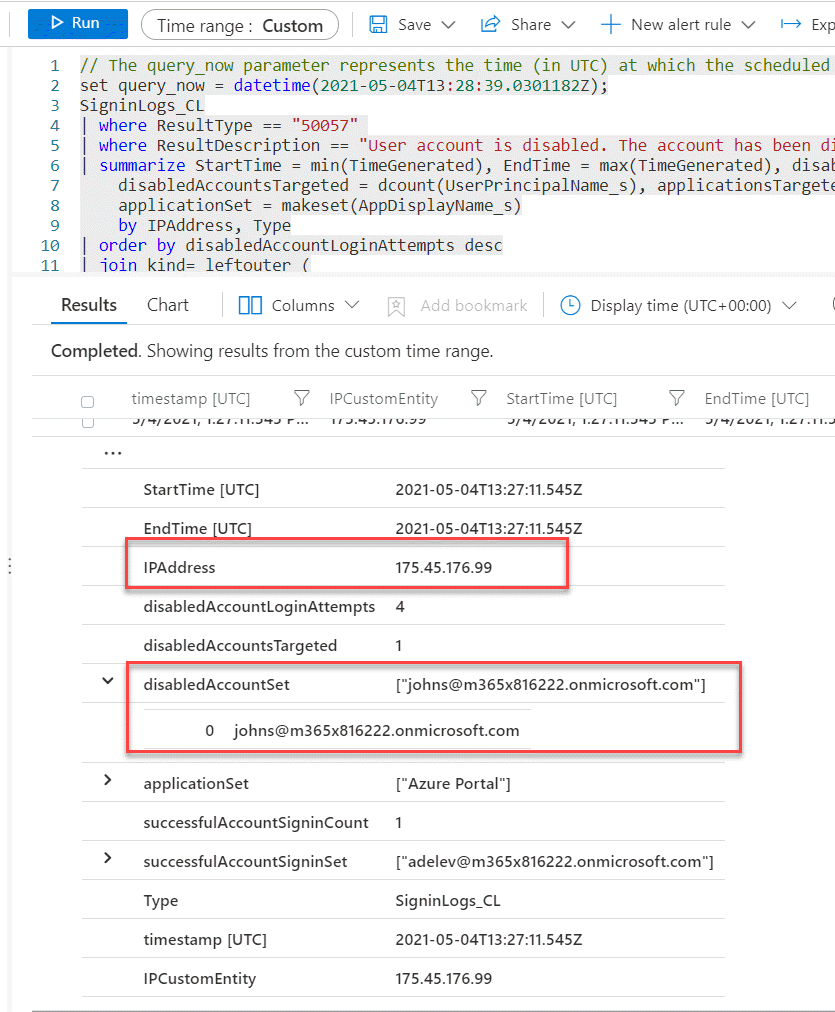 Run
Time range : Custom
Save
Share
New alert rule
Exp
1 // The query_now parameter represents the time (in UTC) at which the scheduled
2 set query_now = datetime(2021-05-04T13:28:39.0301182Z);
3 SigninLogs_CL
4 | where ResultType == "50057"
5 | where ResultDescription == "User account is disabled. The account has been di
6 | summarize StartTime = min(TimeGenerated), EndTime = max(TimeGenerated), disab
7 disabledAccountsTargeted = dcount(UserPrincipalName_s), applicationsTargete
8 applicationSet = makeset(AppDisplayName_s)
9 by IPAddress, Type
10 | order by disabledAccountLoginAttempts desc
11 | join kind= leftouter (
Results
Chart
Columns
Add bookmark
Display time (UTC+00:00)
Completed. Showing results from the custom time range.
timestamp [UTC]
IPCustomEntity
StartTime [UTC]
EndTime [UTC]
5/4/2021, 1:27:11.545 P...
175.45.176.99
5/4/2021, 1:27:11.545 P...
5/4/2021, 1:27:11.5
...
StartTime [UTC] 2021-05-04T13:27:11.545Z
EndTime [UTC] 2021-05-04T13:27:11.545Z
IPAddress 175.45.176.99
disabledAccountLoginAttempts 4
disabledAccountsTargeted 1
disabledAccountSet ["johns@m365x816222.onmicrosoft.com"]
0 johns@m365x816222.onmicrosoft.com
applicationSet ["Azure Portal"]
successfulAccountSigninCount 1
successfulAccountSigninSet ["adelev@m365x816222.onmicrosoft.com"]
Type SigninLogs_CL
timestamp [UTC] 2021-05-04T13:27:11.545Z
IPCustomEntity 175.45.176.99